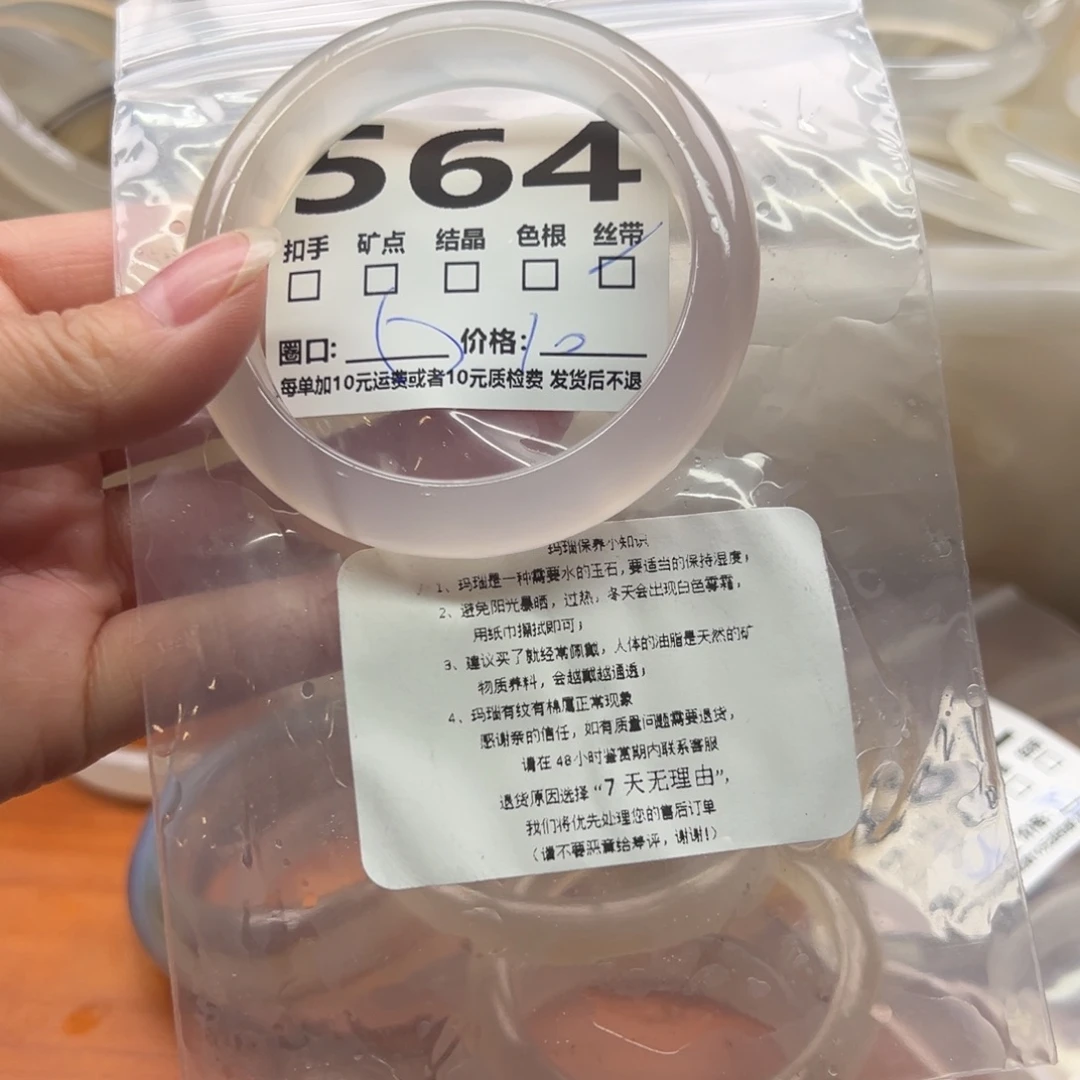 564
扣手 矿点 结晶 色根 丝带
圈口: 6 价格: 10
每单加10元运费或者10元质检费 发货后不退
玛瑙保养小知识
1、玛瑙是一种需要水的玉石，要适当的保持湿度；
2、避免阳光暴晒，过热，冬天会出现白色雾霜，
用纸巾擦拭即可；
3、建议买了就经常佩戴，人体的油脂是天然的矿
物质养料，会越戴越通透；
4、玛瑙有纹有棉属正常现象
感谢亲的信任，如有质量问题需要退货，
请在 48小时鉴赏期内联系客服
退货原因选择“7 天无理由”，
我们将优先处理您的售后订单
（请不要恶意给差评，谢谢！）